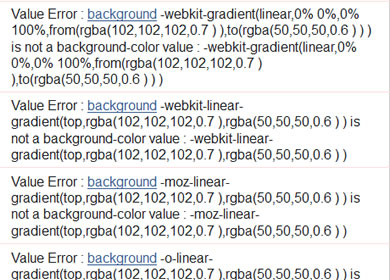 Value Error : background -webkit-gradient(linear,0% 0%,0%
100%,from(rgba(102,102,102,0.7 ) ),to(rgba(50,50,50,0.6 ) ) )
is not a background-color value : -webkit-gradient(linear,0%
0%,0% 100%,from(rgba(102,102,102,0.7 )
),to(rgba(50,50,50,0.6 ) ) )
Value Error : background -webkit-linear-
gradient(top,rgba(102,102,102,0.7 ),rgba(50,50,50,0.6 ) ) is
not a background-color value : -webkit-linear-
gradient(top,rgba(102,102,102,0.7 ),rgba(50,50,50,0.6 ) )
Value Error : background -moz-linear-
gradient(top,rgba(102,102,102,0.7 ),rgba(50,50,50,0.6 ) ) is
not a background-color value : -moz-linear-
gradient(top,rgba(102,102,102,0.7 ),rgba(50,50,50,0.6 ) )
Value Error : background -o-linear-
gradient(top,rgba(102,102,102,0.7 ),rgba(50,50,50,0.6 ) ) is